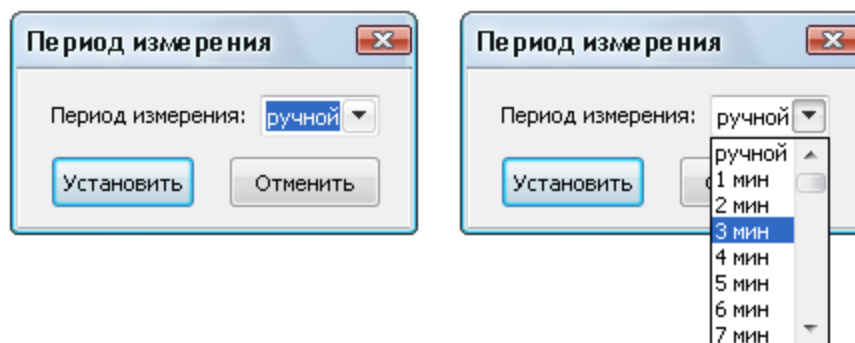 Период измерения
Период измерения: ручной
Установить Отменить
Период измерения
Период измерения: ручной
Установить
ручной
1 мин
2 мин
3 мин
4 мин
5 мин
6 мин
7 мин